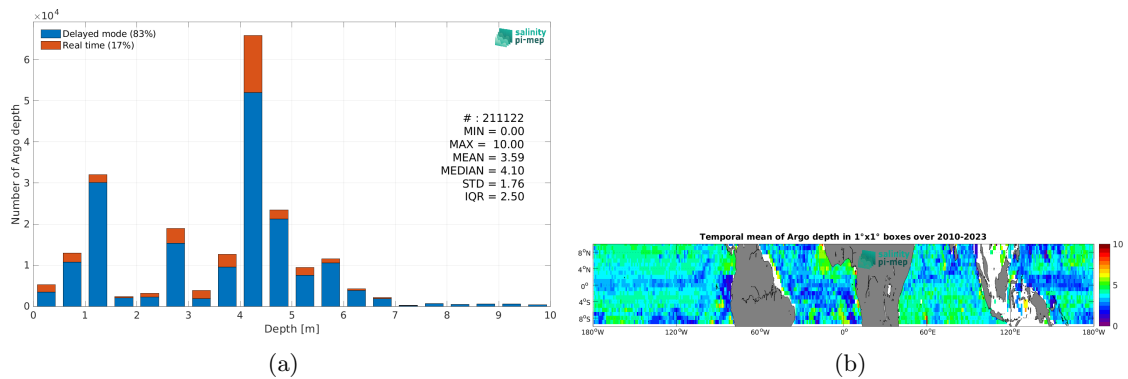 ×10⁴
Delayed mode (83%)
Real time (17%)
salinity
pi-mep
# : 211122
MIN = 0.00
MAX = 10.00
MEAN = 3.59
MEDIAN = 4.10
STD = 1.76
IQR = 2.50
Number of Argo depth
6
5
4
3
2
1
0
0 1 2 3 4 5 6 7 8 9 10
Depth [m]
(a)
Temporal mean of Argo depth in 1°x1° boxes over 2010-2023
salinity
pi-mep
8°N
4°N
0°
4°S
8°S
180°W 120°W 60°W 0° 60°E 120°E 180°W
10
5
0
(b)